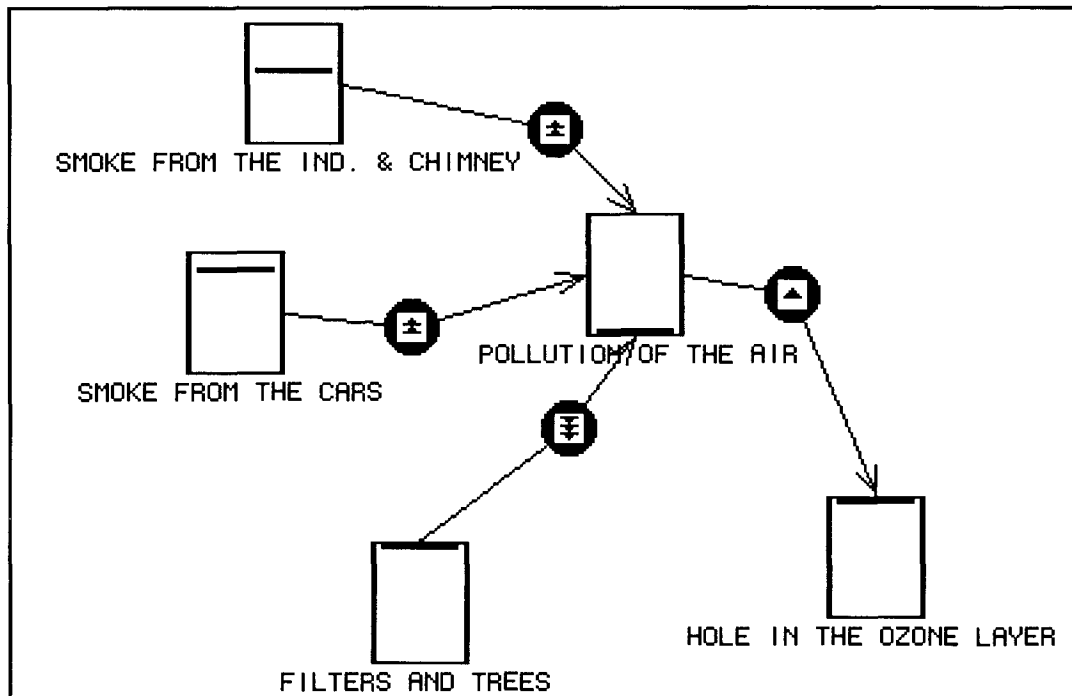 SMOKE FROM THE IND. & CHIMNEY
POLLUTION OF THE AIR
SMOKE FROM THE CARS
HOLE IN THE OZONE LAYER
FILTERS AND TREES